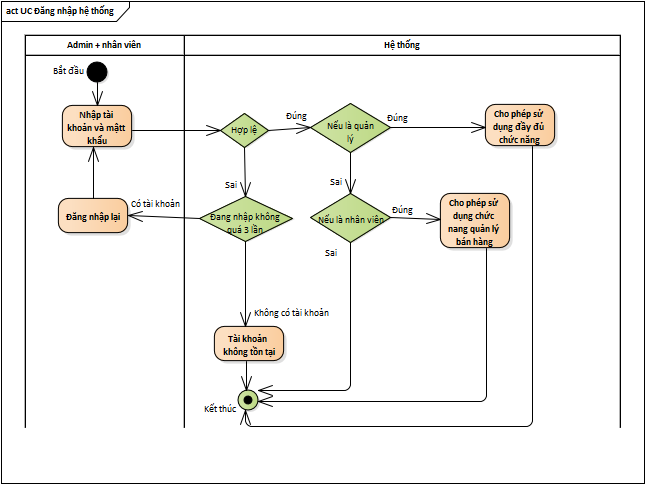 act UC Đăng nhập hệ thống
Admin + nhân viên
Hệ thống
Bắt đầu
Nhập tài
khoản và mật
khẩu
Hợp lệ
Đúng
Nếu là quản
lý
Đúng
Cho phép sử
dụng đầy đủ
chức năng
Sai
Sai
Đăng nhập lại
Có tài khoản
Đang nhập không
quá 3 lần
Nếu là nhân viên
Đúng
Cho phép sử
dụng chức
nang quản lý
bán hàng
Sai
Không có tài khoản
Tài khoản
không tồn tại
Kết thúc